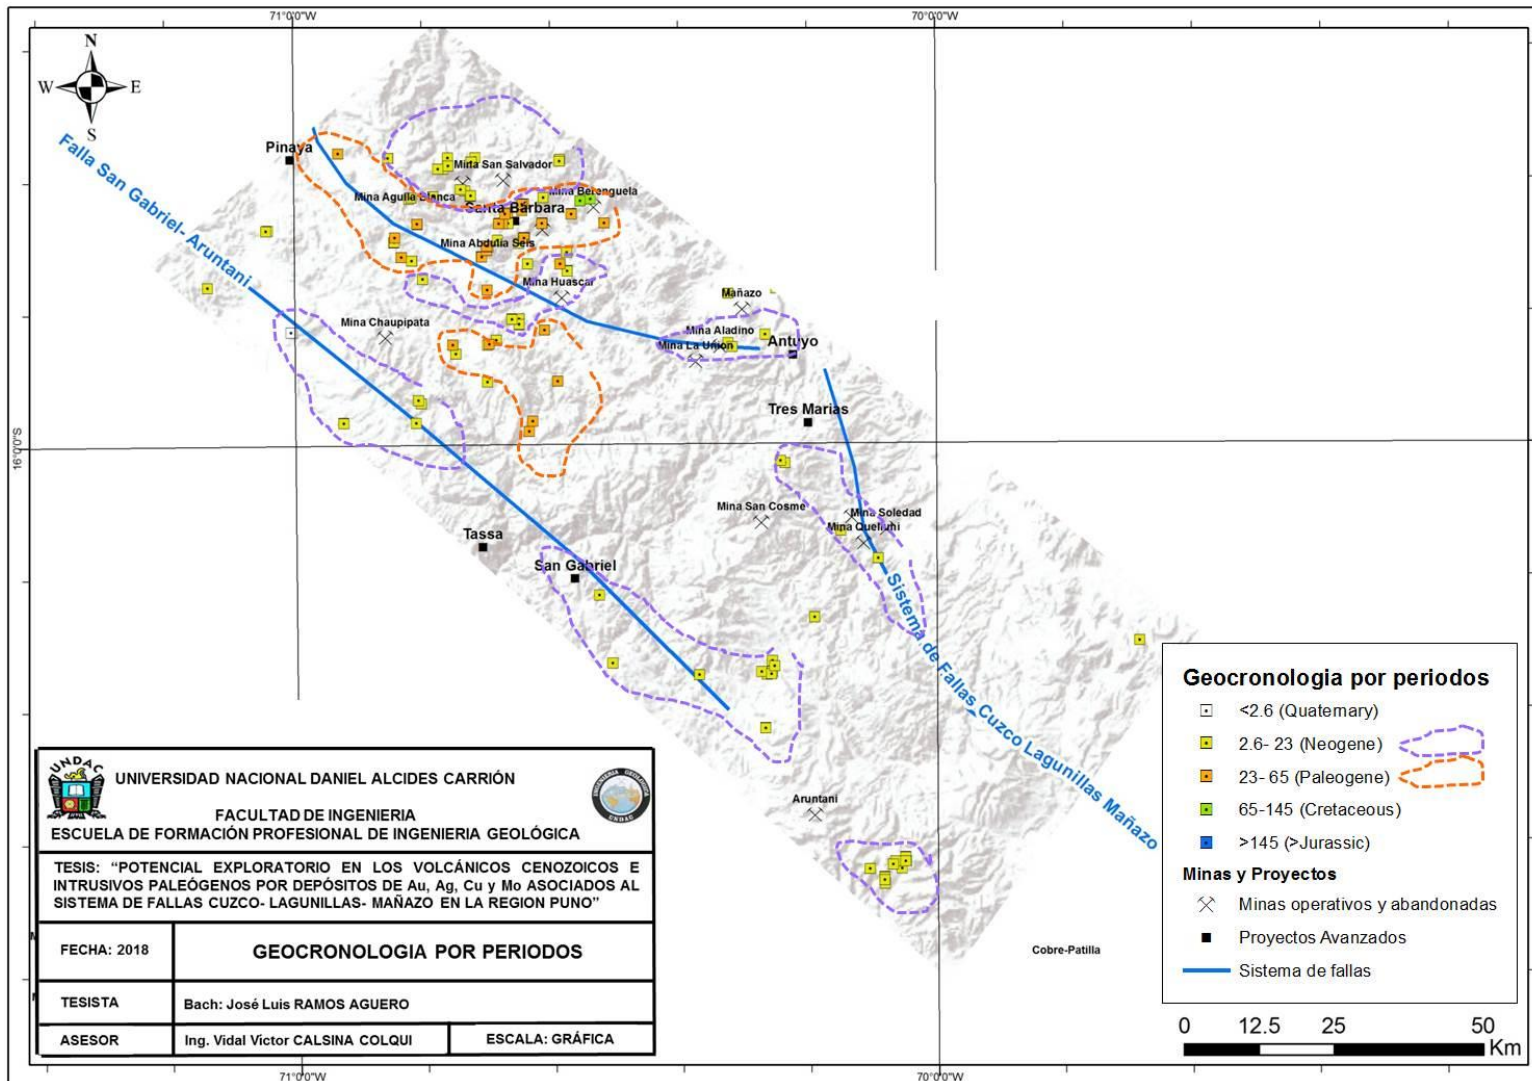 71°0'0"W
70°0'0"W
N
W
E
S
Falla San Gabriel- Aruntani
Pinaya
Mina San Salvador
Mina Aguila Blanca
Mina Berenguela
Santa Barbara
Mina Abdulia Seis
Mina Huascar
Mina Chaupipata
Mañazo
Mina Aladino
Mina La Union
Antuyo
Tres Marias
16°0'0"S
Mina San Cosme
Mina Soledad
Tassa
San Gabriel
Sistema de Fallas Cuzco Lagunillas Mañazo
Aruntani
Cobre-Patilla
Geocronologia por periodos
<2.6 (Quaternary)
2.6- 23 (Neogene)
23- 65 (Paleogene)
65-145 (Cretaceous)
>145 (>Jurassic)
Minas y Proyectos
Minas operativos y abandonadas
Proyectos Avanzados
Sistema de fallas
0 12.5 25 50
Km
UNDAC
UNIVERSIDAD NACIONAL DANIEL ALCIDES CARRIÓN
FACULTAD DE INGENIERIA
ESCUELA DE FORMACIÓN PROFESIONAL DE INGENIERIA GEOLÓGICA
TESIS: “POTENCIAL EXPLORATORIO EN LOS VOLCÁNICOS CENOZOICOS E
INTRUSIVOS PALEÓGENOS POR DEPÓSITOS DE Au, Ag, Cu y Mo ASOCIADOS AL
SISTEMA DE FALLAS CUZCO- LAGUNILLAS- MAÑAZO EN LA REGION PUNO”
FECHA: 2018
GEOCRONOLOGIA POR PERIODOS
TESISTA
Bach: José Luis RAMOS AGUERO
ASESOR
Ing. Vidal Victor CALSINA COLQUI
ESCALA: GRÁFICA
71°0'0"W
70°0'0"W